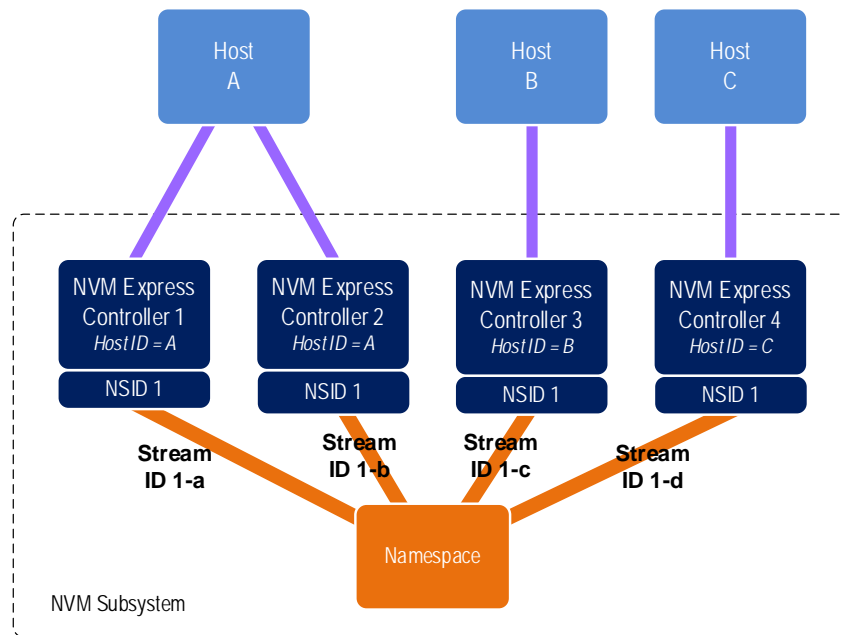 Host
A
Host
B
Host
C
NVM Express
Controller 1
Host ID = A
NVM Express
Controller 2
Host ID = A
NVM Express
Controller 3
Host ID = B
NVM Express
Controller 4
Host ID = C
NSID 1
NSID 1
NSID 1
NSID 1
Stream
ID 1-a
Stream
ID 1-b
Stream
ID 1-c
Stream
ID 1-d
Namespace
NVM Subsystem